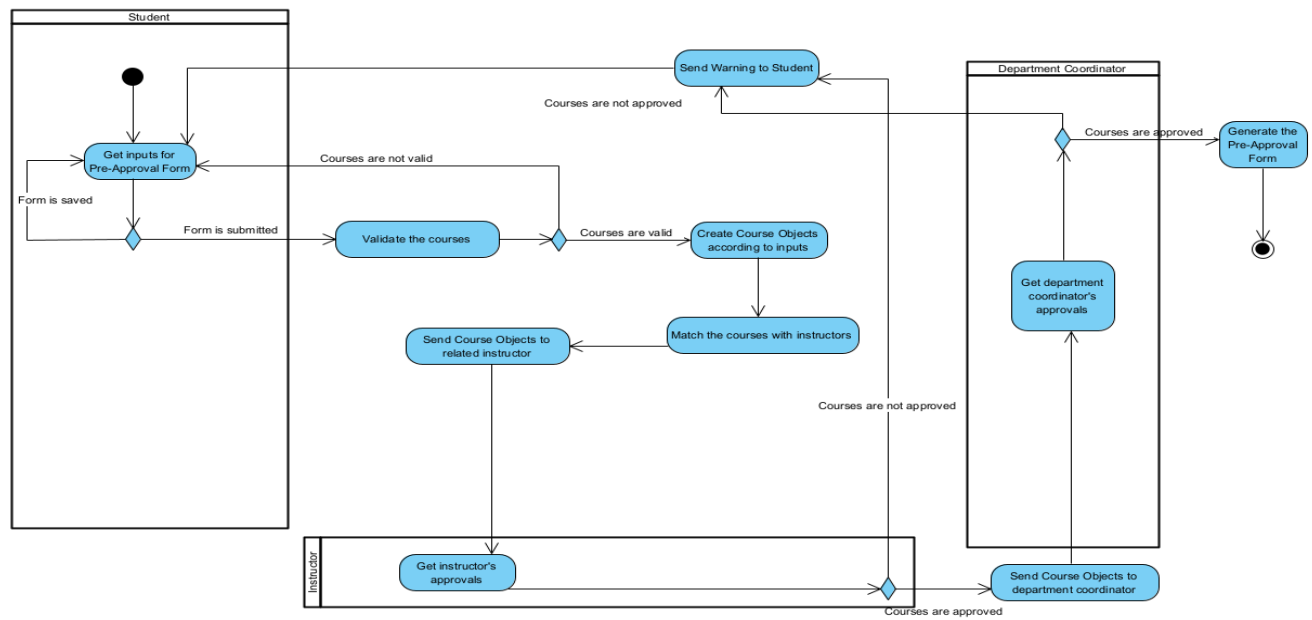 Student
Send Warning to Student
Department Coordinator
Courses are not approved
Courses are approved
Generate the
Pre-Approval
Form
Get inputs for
Pre-Approval Form
Courses are not valid
Form is saved
Form is submitted
Validate the courses
Courses are valid
Create Course Objects
according to inputs
Get department
coordinator's
approvals
Send Course Objects to
related instructor
Match the courses with instructors
Courses are not approved
Instructor
Get instructor's
approvals
Send Course Objects to
department coordinator
Courses are approved